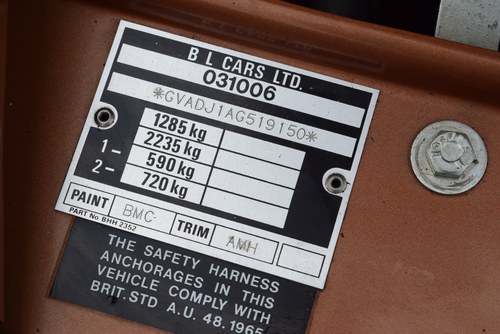 B L CARS LTD.
031006
*GVADJ1AG519150*
1285 kg
1- 2235 kg
2- 590 kg
720 kg
PAINT BMC TRIM AMH
PART No. BHH 2352
THE SAFETY HARNESS
ANCHORAGES IN THIS
VEHICLE COMPLY WITH
BRIT. STD A.U. 48. 1965